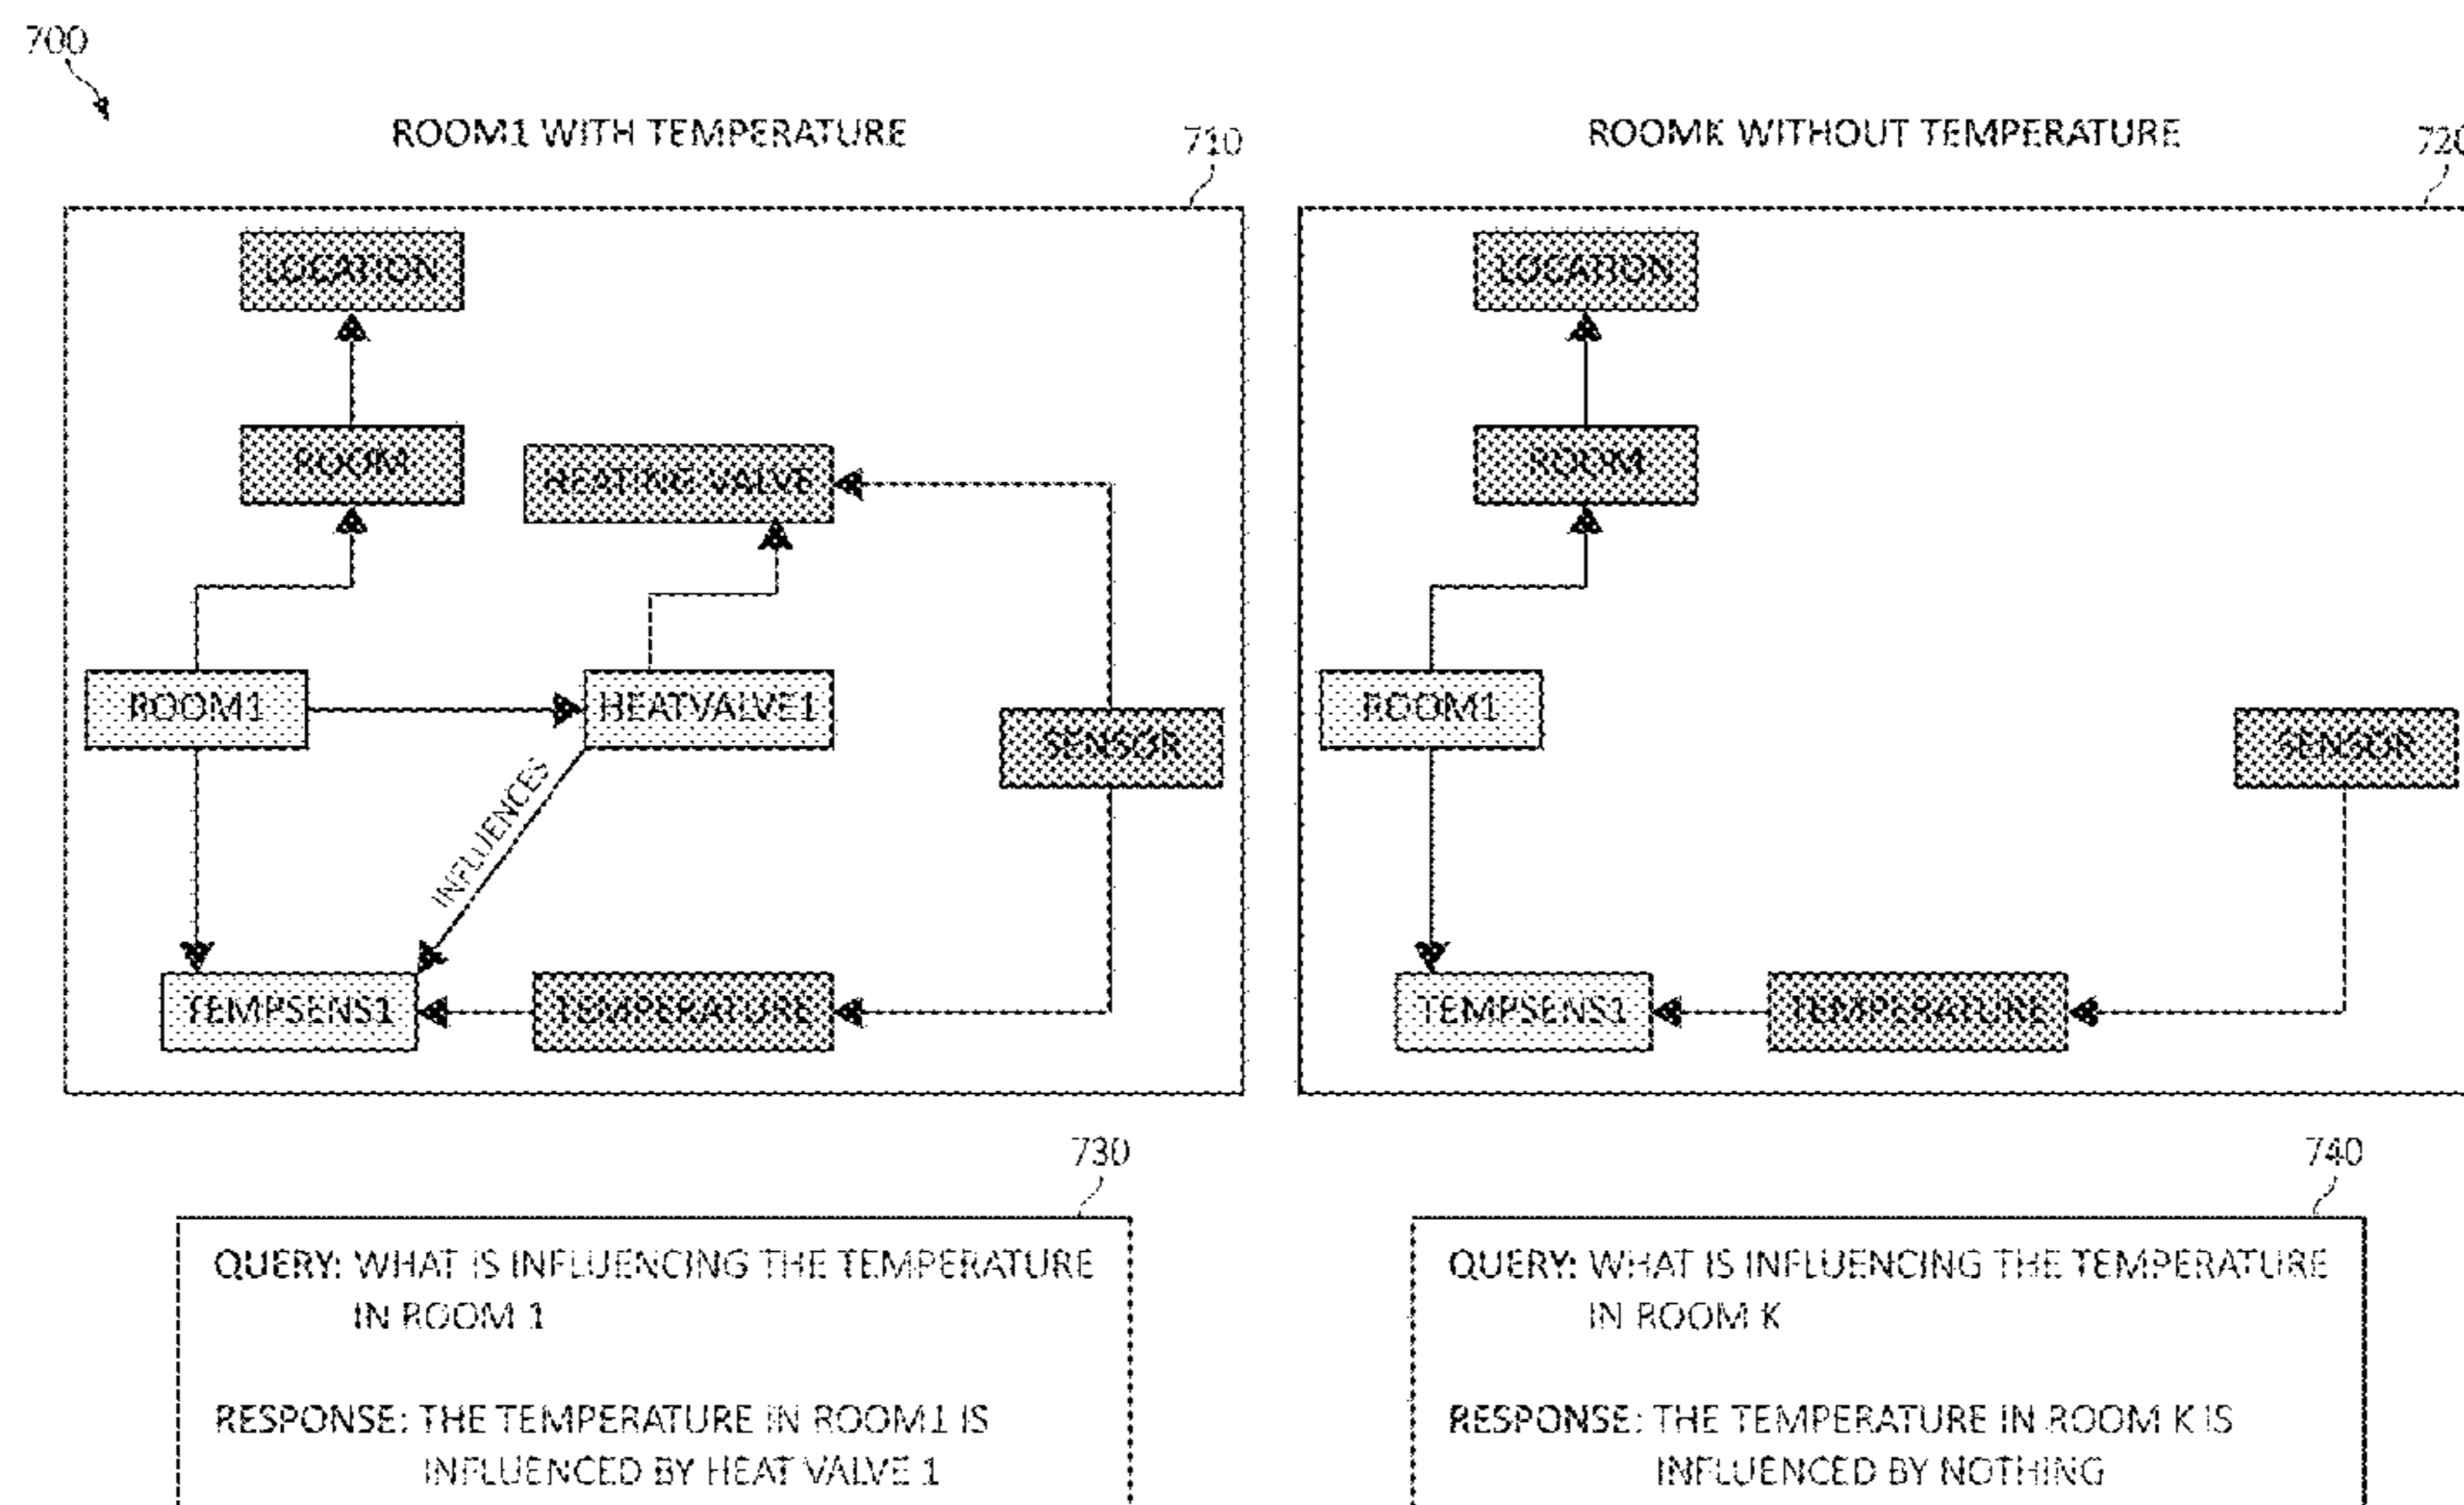 700
ROOM1 WITH TEMPERATURE
710
ROOMK WITHOUT TEMPERATURE
720
LOCATION
ROOM
HEATING VALVE
ROOM1
HEATVALVE1
SENSOR
INFLUENCES
TEMPSENS1
TEMPERATURE
LOCATION
ROOM
ROOM1
SENSOR
TEMPSENS1
TEMPERATURE
730
QUERY: WHAT IS INFLUENCING THE TEMPERATURE
IN ROOM 1
RESPONSE: THE TEMPERATURE IN ROOM1 IS
INFLUENCED BY HEAT VALVE 1
740
QUERY: WHAT IS INFLUENCING THE TEMPERATURE
IN ROOM K
RESPONSE: THE TEMPERATURE IN ROOM K IS
INFLUENCED BY NOTHING